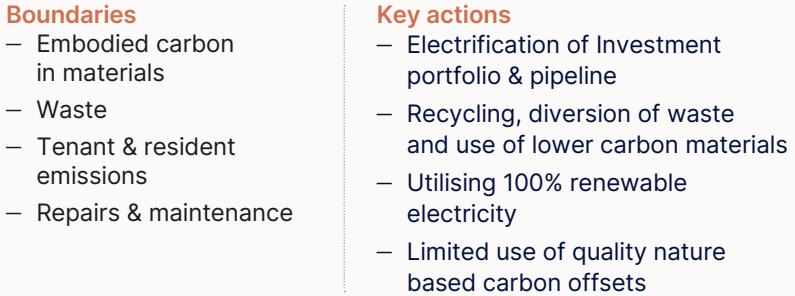 Boundaries
— Embodied carbon
in materials
— Waste
— Tenant & resident
emissions
— Repairs & maintenance
Key actions
— Electrification of Investment
portfolio & pipeline
— Recycling, diversion of waste
and use of lower carbon materials
— Utilising 100% renewable
electricity
— Limited use of quality nature
based carbon offsets